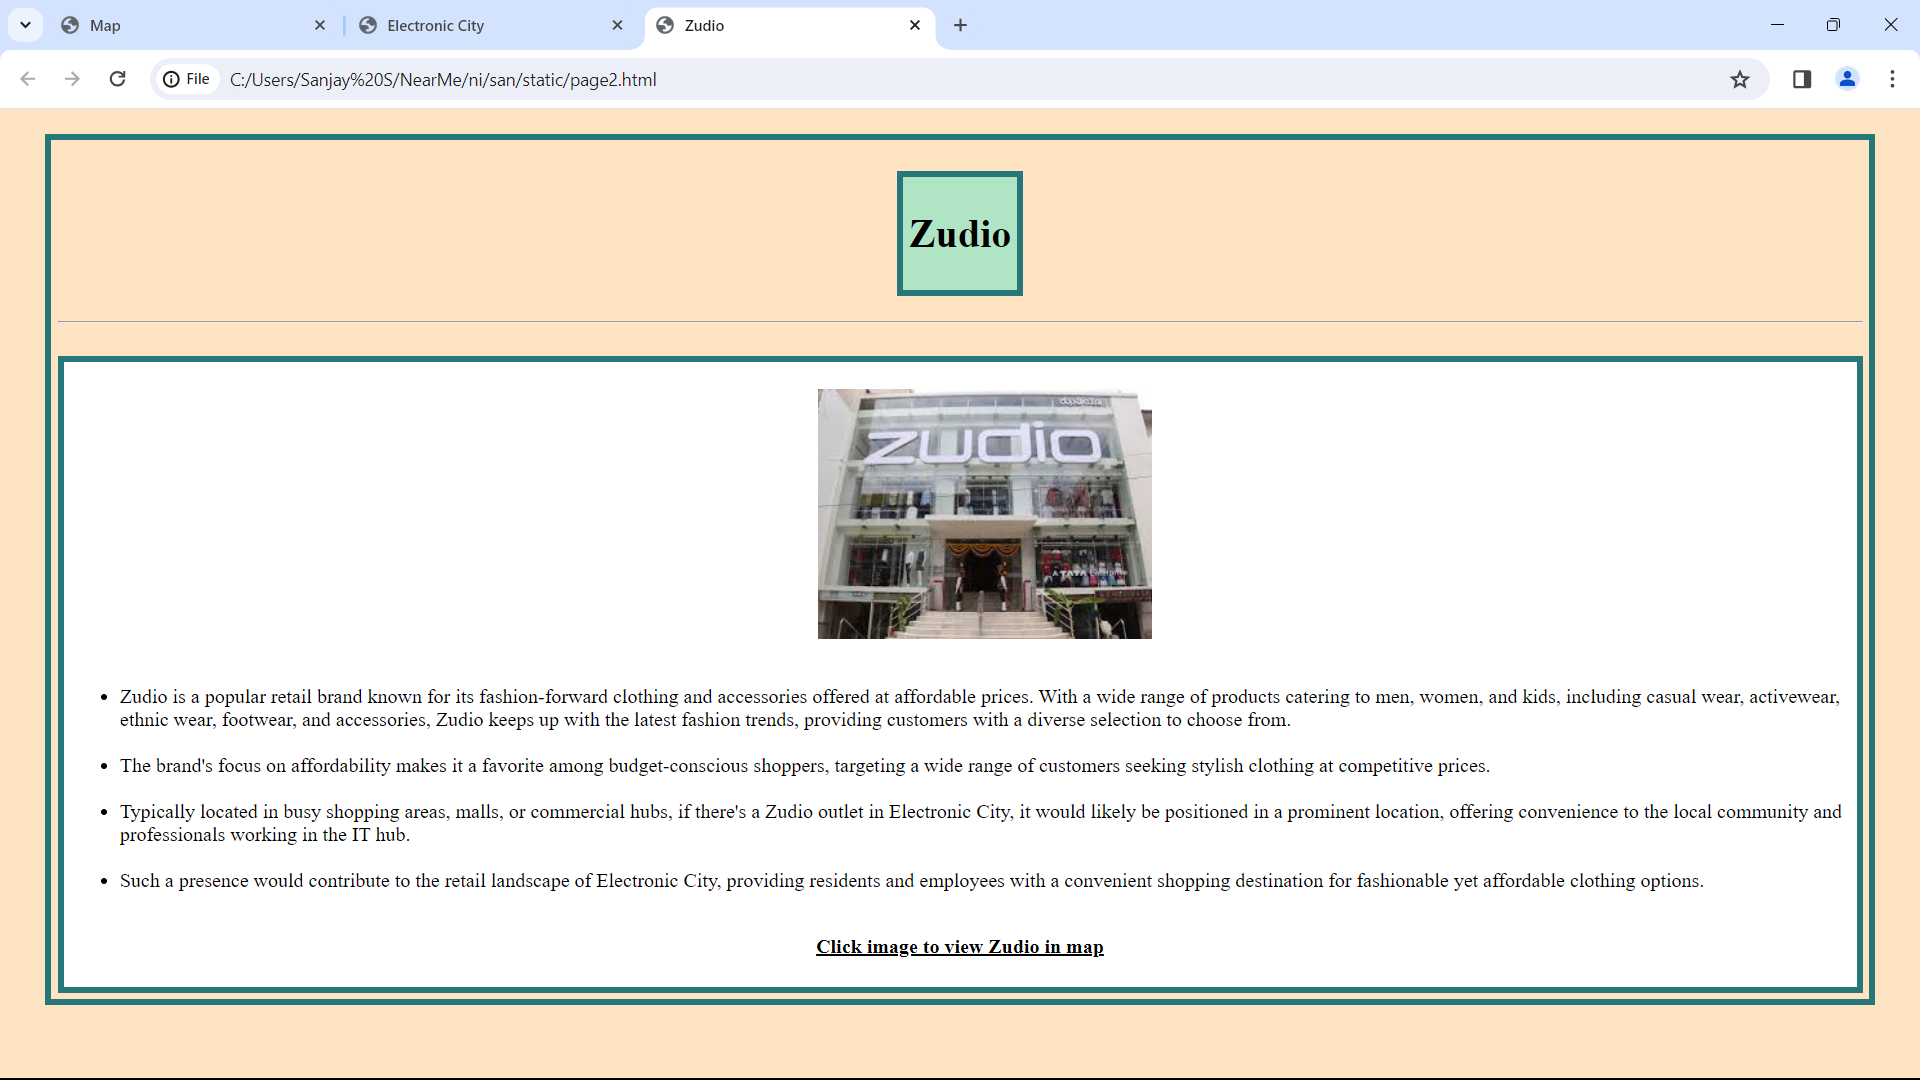 Map
Electronic City
Zudio
File
C:/Users/Sanjay%20S/NearMe/ni/san/static/page2.html
Zudio
zudio
A TATA Enterprise
Zudio is a popular retail brand known for its fashion-forward clothing and accessories offered at affordable prices. With a wide range of products catering to men, women, and kids, including casual wear, activewear,
ethnic wear, footwear, and accessories, Zudio keeps up with the latest fashion trends, providing customers with a diverse selection to choose from.
The brand's focus on affordability makes it a favorite among budget-conscious shoppers, targeting a wide range of customers seeking stylish clothing at competitive prices.
Typically located in busy shopping areas, malls, or commercial hubs, if there's a Zudio outlet in Electronic City, it would likely be positioned in a prominent location, offering convenience to the local community and
professionals working in the IT hub.
Such a presence would contribute to the retail landscape of Electronic City, providing residents and employees with a convenient shopping destination for fashionable yet affordable clothing options.
Click image to view Zudio in map